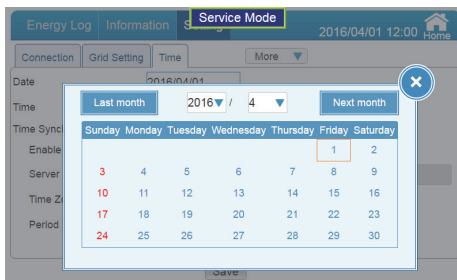 Energy Log Information Service Mode 2016/04/01 12:00 Home
Connection Grid Setting Time More ▼
Date 2016/04/01
Time
Last month 2016▼ / 4 ▼ Next month
Time
Sunday Monday Tuesday Wednesday Thursday Friday Saturday
Enable
1 2
Server
3 4 5 6 7 8 9
Time
10 11 12 13 14 15 16
Period
17 18 19 20 21 22 23
24 25 26 27 28 29 30
Save